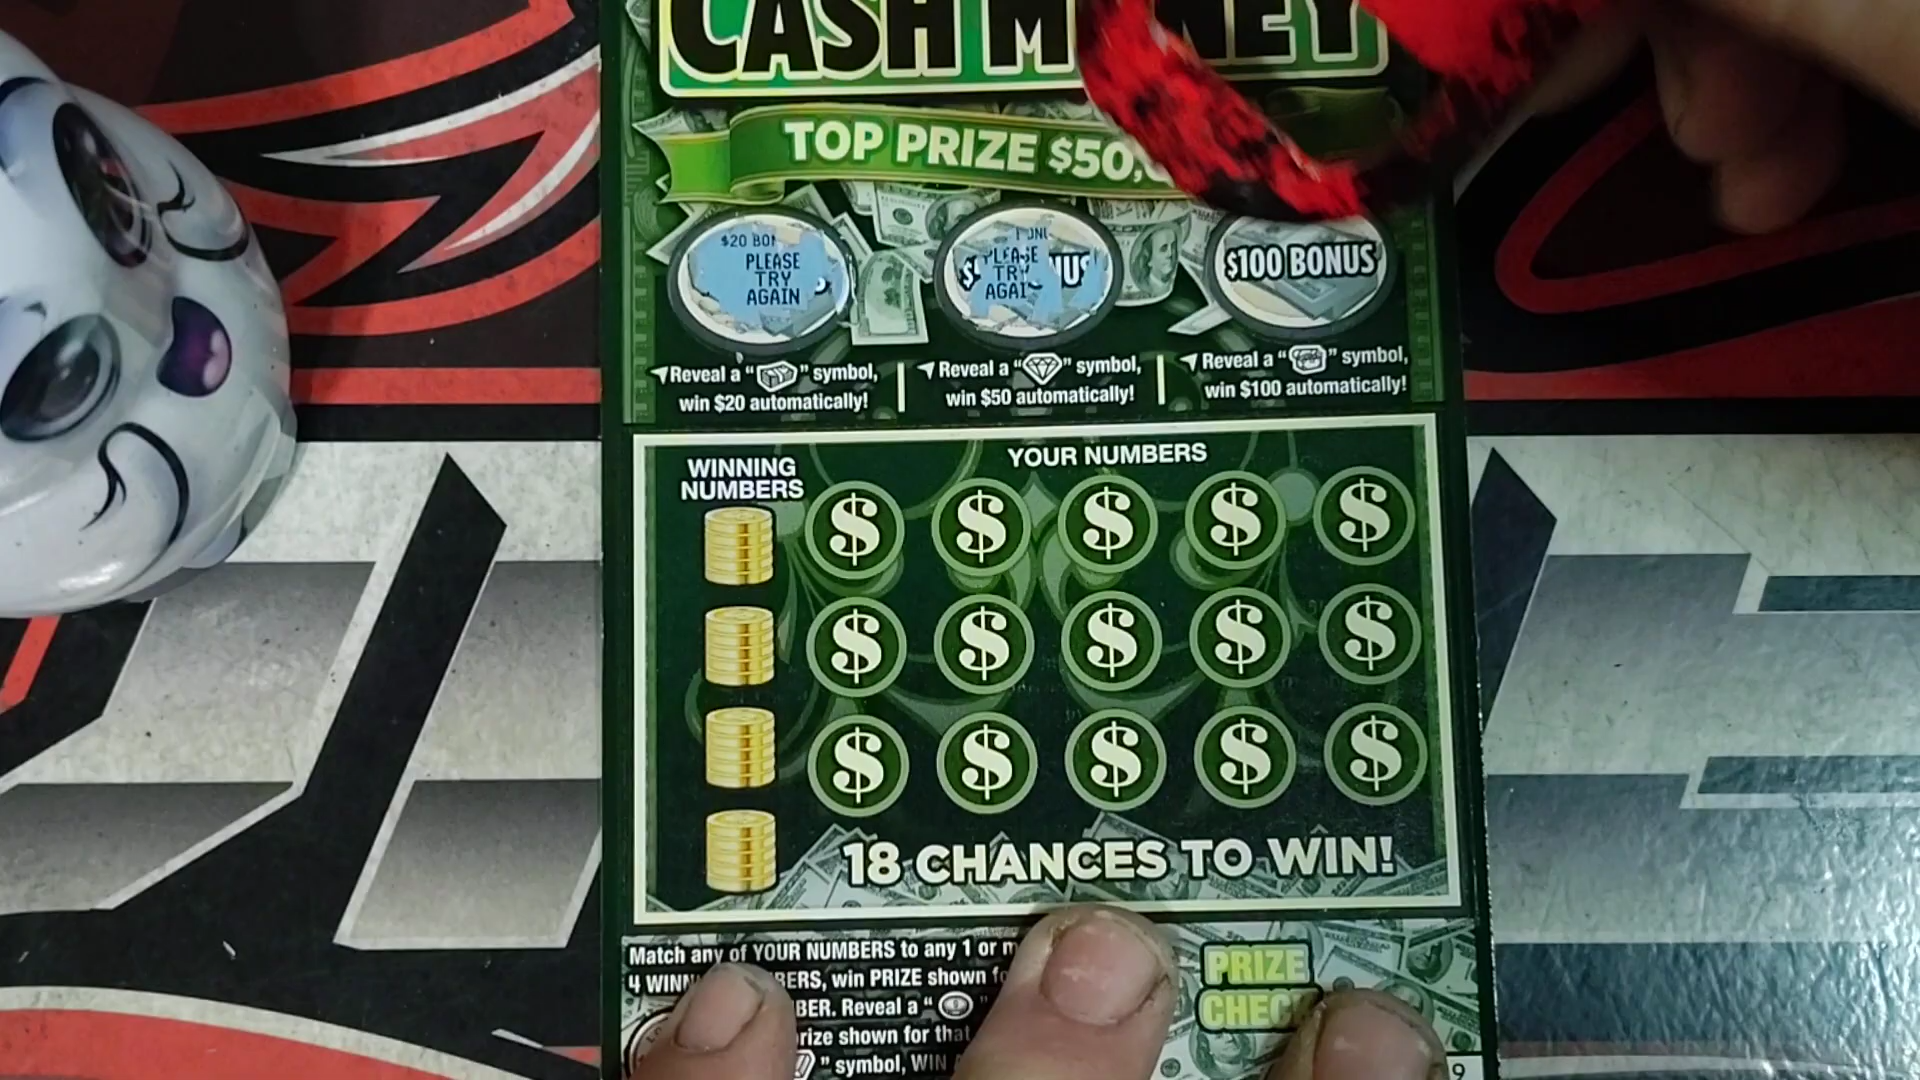 CASH M NEY
TOP PRIZE $50,
$20 BON
PLEASE
TRY
AGAIN
PLEASE
TRY
AGAI
$100 BONUS
Reveal a " " symbol,
win $20 automatically!
Reveal a " " symbol,
win $50 automatically!
Reveal a " " symbol,
win $100 automatically!
WINNING
NUMBERS
YOUR NUMBERS
$ $ $ $ $
$ $ $ $ $
$ $ $ $ $
18 CHANCES TO WIN!
Match any of YOUR NUMBERS to any 1 or m
4 WINN BERS, win PRIZE shown fo
BER. Reveal a " "
rize shown for that
" symbol, WIN
PRIZE
CHEC
9